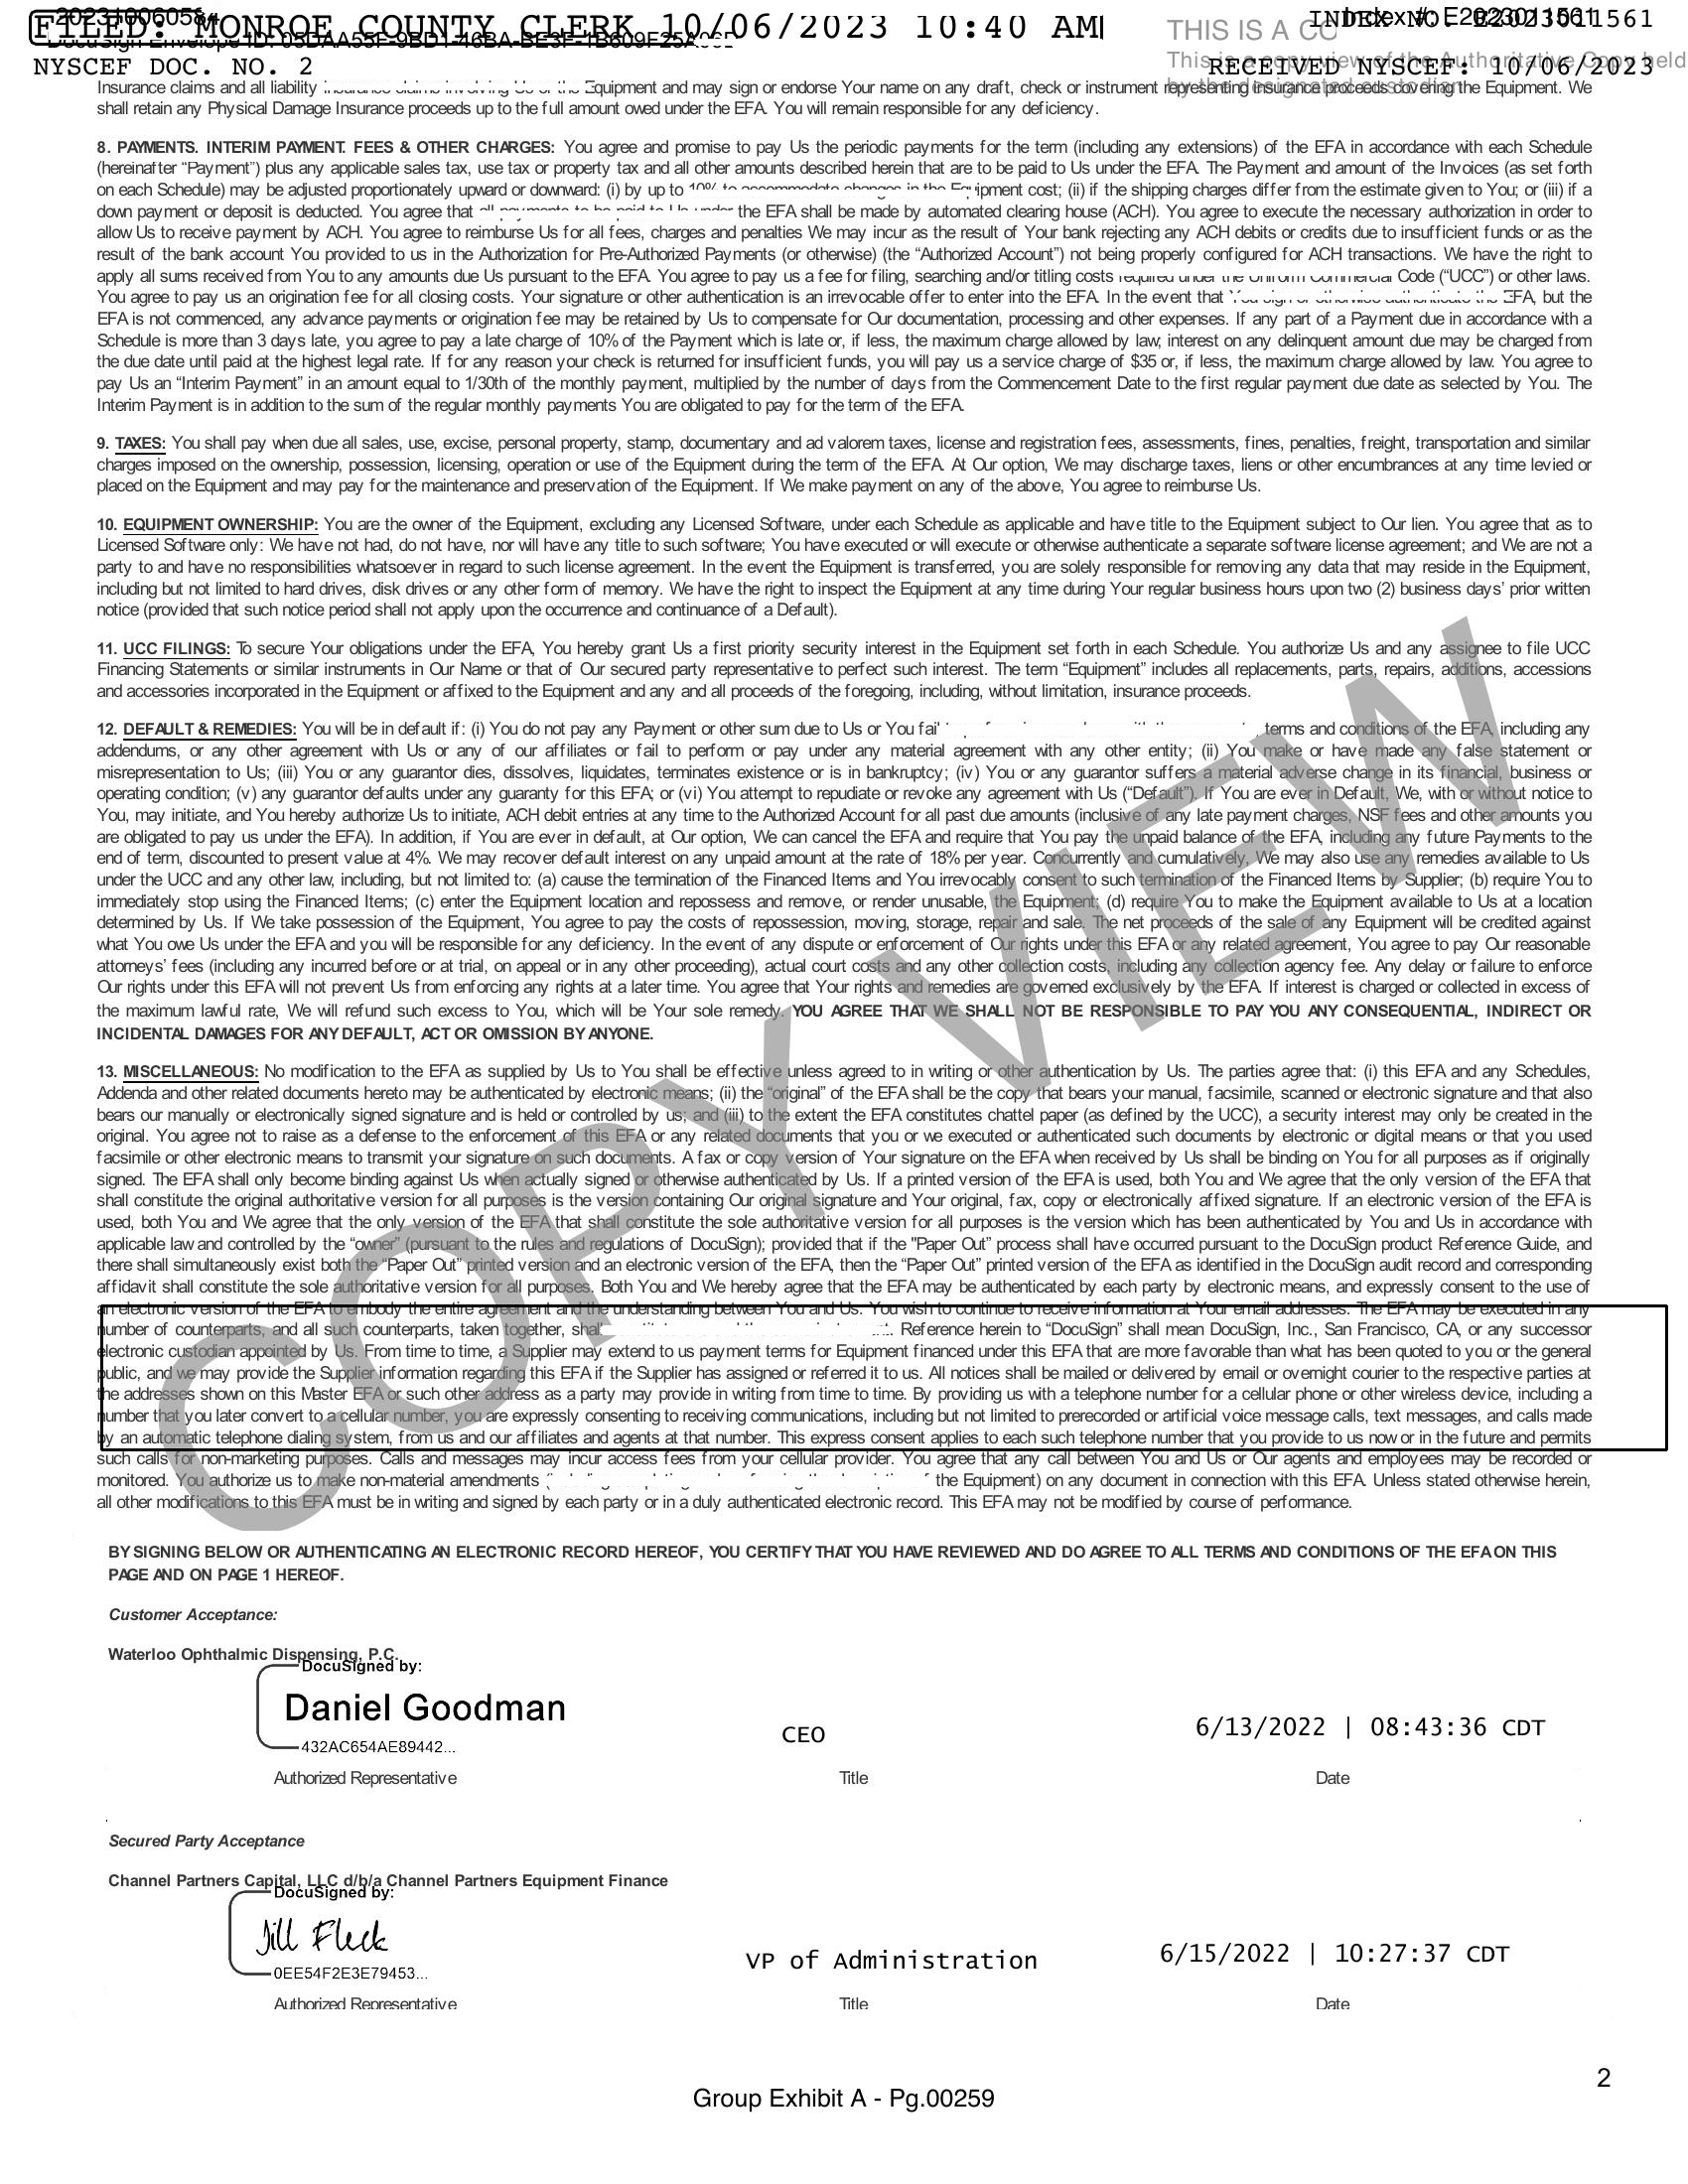 202310060584
FILED: MONROE COUNTY CLERK 10/06/2023 10:40 AM
THIS IS A CO
INDEX NO. E2023011561
Index #: E2023011561
DocuSign Envelope ID:
NYSCEF DOC. NO. 2
This is a copy view of the Authoritative Copy held
RECEIVED NYSCEF: 10/06/2023
by the designated custodian
Insurance claims and all liability Equipment and may sign or endorse Your name on any draft, check or instrument representing insurance proceeds covering the Equipment. We
shall retain any Physical Damage Insurance proceeds up to the full amount owed under the EFA. You will remain responsible for any deficiency.
8. PAYMENTS. INTERIM PAYMENT. FEES & OTHER CHARGES: You agree and promise to pay Us the periodic payments for the term (including any extensions) of the EFA in accordance with each Schedule
(hereinafter “Payment”) plus any applicable sales tax, use tax or property tax and all other amounts described herein that are to be paid to Us under the EFA. The Payment and amount of the Invoices (as set forth
on each Schedule) may be adjusted proportionately upward or downward: (i) by up to 10% to accommodate changes in the Equipment cost; (ii) if the shipping charges differ from the estimate given to You; or (iii) if a
down payment or deposit is deducted. You agree that all payments to be paid to Us under the EFA shall be made by automated clearing house (ACH). You agree to execute the necessary authorization in order to
allow Us to receive payment by ACH. You agree to reimburse Us for all fees, charges and penalties We may incur as the result of Your bank rejecting any ACH debits or credits due to insufficient funds or as the
result of the bank account You provided to us in the Authorization for Pre-Authorized Payments (or otherwise) (the “Authorized Account”) not being properly configured for ACH transactions. We have the right to
apply all sums received from You to any amounts due Us pursuant to the EFA. You agree to pay us a fee for filing, searching and/or titling costs required under the Uniform Commercial Code (“UCC”) or other laws.
You agree to pay us an origination fee for all closing costs. Your signature or other authentication is an irrevocable offer to enter into the EFA. In the event that You sign or otherwise authenticate the EFA, but the
EFA is not commenced, any advance payments or origination fee may be retained by Us to compensate for Our documentation, processing and other expenses. If any part of a Payment due in accordance with a
Schedule is more than 3 days late, you agree to pay a late charge of 10% of the Payment which is late or, if less, the maximum charge allowed by law; interest on any delinquent amount due may be charged from
the due date until paid at the highest legal rate. If for any reason your check is returned for insufficient funds, you will pay us a service charge of $35 or, if less, the maximum charge allowed by law. You agree to
pay Us an “Interim Payment” in an amount equal to 1/30th of the monthly payment, multiplied by the number of days from the Commencement Date to the first regular payment due date as selected by You. The
Interim Payment is in addition to the sum of the regular monthly payments You are obligated to pay for the term of the EFA.
9. TAXES: You shall pay when due all sales, use, excise, personal property, stamp, documentary and ad valorem taxes, license and registration fees, assessments, fines, penalties, freight, transportation and similar
charges imposed on the ownership, possession, licensing, operation or use of the Equipment during the term of the EFA. At Our option, We may discharge taxes, liens or other encumbrances at any time levied or
placed on the Equipment and may pay for the maintenance and preservation of the Equipment. If We make payment on any of the above, You agree to reimburse Us.
10. EQUIPMENT OWNERSHIP: You are the owner of the Equipment, excluding any Licensed Software, under each Schedule as applicable and have title to the Equipment subject to Our lien. You agree that as to
Licensed Software only: We have not had, do not have, nor will have any title to such software; You have executed or will execute or otherwise authenticate a separate software license agreement; and We are not a
party to and have no responsibilities whatsoever in regard to such license agreement. In the event the Equipment is transferred, you are solely responsible for removing any data that may reside in the Equipment,
including but not limited to hard drives, disk drives or any other form of memory. We have the right to inspect the Equipment at any time during Your regular business hours upon two (2) business days’ prior written
notice (provided that such notice period shall not apply upon the occurrence and continuance of a Default).
11. UCC FILINGS: To secure Your obligations under the EFA, You hereby grant Us a first priority security interest in the Equipment set forth in each Schedule. You authorize Us and any assignee to file UCC
Financing Statements or similar instruments in Our Name or that of Our secured party representative to perfect such interest. The term “Equipment” includes all replacements, parts, repairs, additions, accessions
and accessories incorporated in the Equipment or affixed to the Equipment and any and all proceeds of the foregoing, including, without limitation, insurance proceeds.
12. DEFAULT & REMEDIES: You will be in default if: (i) You do not pay any Payment or other sum due to Us or You fail terms and conditions of the EFA, including any
addendums, or any other agreement with Us or any of our affiliates or fail to perform or pay under any material agreement with any other entity; (ii) You make or have made any false statement or
misrepresentation to Us; (iii) You or any guarantor dies, dissolves, liquidates, terminates existence or is in bankruptcy; (iv) You or any guarantor suffers a material adverse change in its financial, business or
operating condition; (v) any guarantor defaults under any guaranty for this EFA; or (vi) You attempt to repudiate or revoke any agreement with Us (“Default”). If You are ever in Default, We, with or without notice to
You, may initiate, and You hereby authorize Us to initiate, ACH debit entries at any time to the Authorized Account for all past due amounts (inclusive of any late payment charges, NSF fees and other amounts you
are obligated to pay us under the EFA). In addition, if You are ever in default, at Our option, We can cancel the EFA and require that You pay the unpaid balance of the EFA, including any future Payments to the
end of term, discounted to present value at 4%. We may recover default interest on any unpaid amount at the rate of 18% per year. Concurrently and cumulatively, We may also use any remedies available to Us
under the UCC and any other law, including, but not limited to: (a) cause the termination of the Financed Items and You irrevocably consent to such ermination of the Financed Items by Supplier; (b) require You to
immediately stop using the Financed Items; (c) enter the Equipment location and repossess and remove, or render unusable, the Equipment; (d) require You to make the Equipment available to Us at a location
determined by Us. If We take possession of the Equipment, You agree to pay the costs of repossession, moving, storage, repair and sale. The net proceeds of the sale of any Equipment will be credited against
what You owe Us under the EFA and you will be responsible for any deficiency. In the event of any dispute or enforcement of Our rights under this EFA or any related agreement, You agree to pay Our reasonable
attorneys’ fees (including any incurred before or at trial, on appeal or in any other proceeding), actual court costs and any other collection costs, including any collection agency fee. Any delay or failure to enforce
Our rights under this EFA will not prevent Us from enforcing any rights at a later time. You agree that Your rights and remedies are governed exclusively by the EFA. If interest is charged or collected in excess of
the maximum lawful rate, We will refund such excess to You, which will be Your sole remedy. YOU AGREE THAT WE SHALL NOT BE RESPONSIBLE TO PAY YOU ANY CONSEQUENTIAL, INDIRECT OR
INCIDENTAL DAMAGES FOR ANY DEFAULT, ACT OR OMISSION BY ANYONE.
13. MISCELLANEOUS: No modification to the EFA as supplied by Us to You shall be effective unless agreed to in writing or other authentication by Us. The parties agree that: (i) this EFA and any Schedules,
Addenda and other related documents hereto may be authenticated by electronic means; (ii) the “original” of the EFA shall be the copy that bears your manual, facsimile, scanned or electronic signature and that also
bears our manually or electronically signed signature and is held or controlled by us; and (iii) to the extent the EFA constitutes chattel paper (as defined by the UCC), a security interest may only be created in the
original. You agree not to raise as a defense to the enforcement of this EFA or any related documents that you or we executed or authenticated such documents by electronic or digital means or that you used
facsimile or other electronic means to transmit your signature on such documents. A fax or copy version of Your signature on the EFA when received by Us shall be binding on You for all purposes as if originally
signed. The EFA shall only become binding against Us when actually signed or otherwise authenticated by Us. If a printed version of the EFA is used, both You and We agree that the only version of the EFA that
shall constitute the original authoritative version for all purposes is the version containing Our original signature and Your original, fax, copy or electronically affixed signature. If an electronic version of the EFA is
used, both You and We agree that the only version of the EFA that shall constitute the sole authoritative version for all purposes is the version which has been authenticated by You and Us in accordance with
applicable law and controlled by the “owner” (pursuant to the rules and regulations of DocuSign); provided that if the "Paper Out” process shall have occurred pursuant to the DocuSign product Reference Guide, and
there shall simultaneously exist both the “Paper Out” printed version and an electronic version of the EFA, then the “Paper Out” printed version of the EFA as identified in the DocuSign audit record and corresponding
affidavit shall constitute the sole authoritative version for all purposes. Both You and We hereby agree that the EFA may be authenticated by each party by electronic means, and expressly consent to the use of
an electronic version of the EFA to embody the entire agreement and the understanding between You and Us. You wish to continue to receive information at Your email addresses. The EFA may be executed in any
number of counterparts, and all such counterparts, taken together, shall Reference herein to “DocuSign” shall mean DocuSign, Inc., San Francisco, CA, or any successor
electronic custodian appointed by Us. From time to time, a Supplier may extend to us payment terms for Equipment financed under this EFA that are more favorable than what has been quoted to you or the general
public, and we may provide the Supplier information regarding this EFA if the Supplier has assigned or referred it to us. All notices shall be mailed or delivered by email or overnight courier to the respective parties at
the addresses shown on this Master EFA or such other address as a party may provide in writing from time to time. By providing us with a telephone number for a cellular phone or other wireless device, including a
number that you later convert to a cellular number, you are expressly consenting to receiving communications, including but not limited to prerecorded or artificial voice message calls, text messages, and calls made
by an automatic telephone dialing system, from us and our affiliates and agents at that number. This express consent applies to each such telephone number that you provide to us now or in the future and permits
such calls for non-marketing purposes. Calls and messages may incur access fees from your cellular provider. You agree that any call between You and Us or Our agents and employees may be recorded or
monitored. You authorize us to make non-material amendments the Equipment) on any document in connection with this EFA. Unless stated otherwise herein,
all other modifications to this EFA must be in writing and signed by each party or in a duly authenticated electronic record. This EFA may not be modified by course of performance.
COPY VIEW
BY SIGNING BELOW OR AUTHENTICATING AN ELECTRONIC RECORD HEREOF, YOU CERTIFY THAT YOU HAVE REVIEWED AND DO AGREE TO ALL TERMS AND CONDITIONS OF THE EFA ON THIS
PAGE AND ON PAGE 1 HEREOF.
Customer Acceptance:
Waterloo Ophthalmic Dispensing, P.C.
DocuSigned by:
Daniel Goodman
432AC654AE89442...
CEO
6/13/2022 | 08:43:36 CDT
Authorized Representative
Title
Date
Secured Party Acceptance
Channel Partners Capital, LLC d/b/a Channel Partners Equipment Finance
DocuSigned by:
Jill Fleck
0EE54F2E3E79453...
VP of Administration
6/15/2022 | 10:27:37 CDT
Authorized Representative
Title
Date
2
Group Exhibit A - Pg.00259